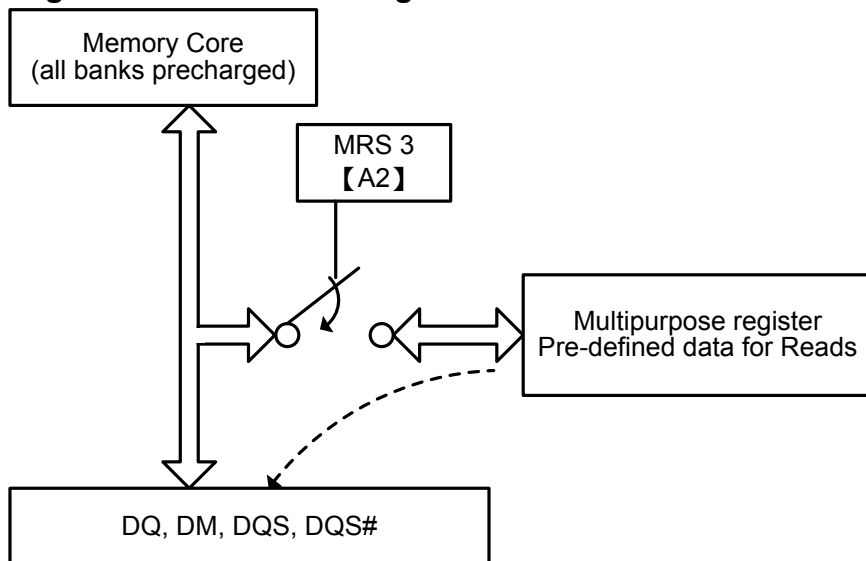 Memory Core
(all banks precharged)
MRS 3
【A2】
Multipurpose register
Pre-defined data for Reads
DQ, DM, DQS, DQS#